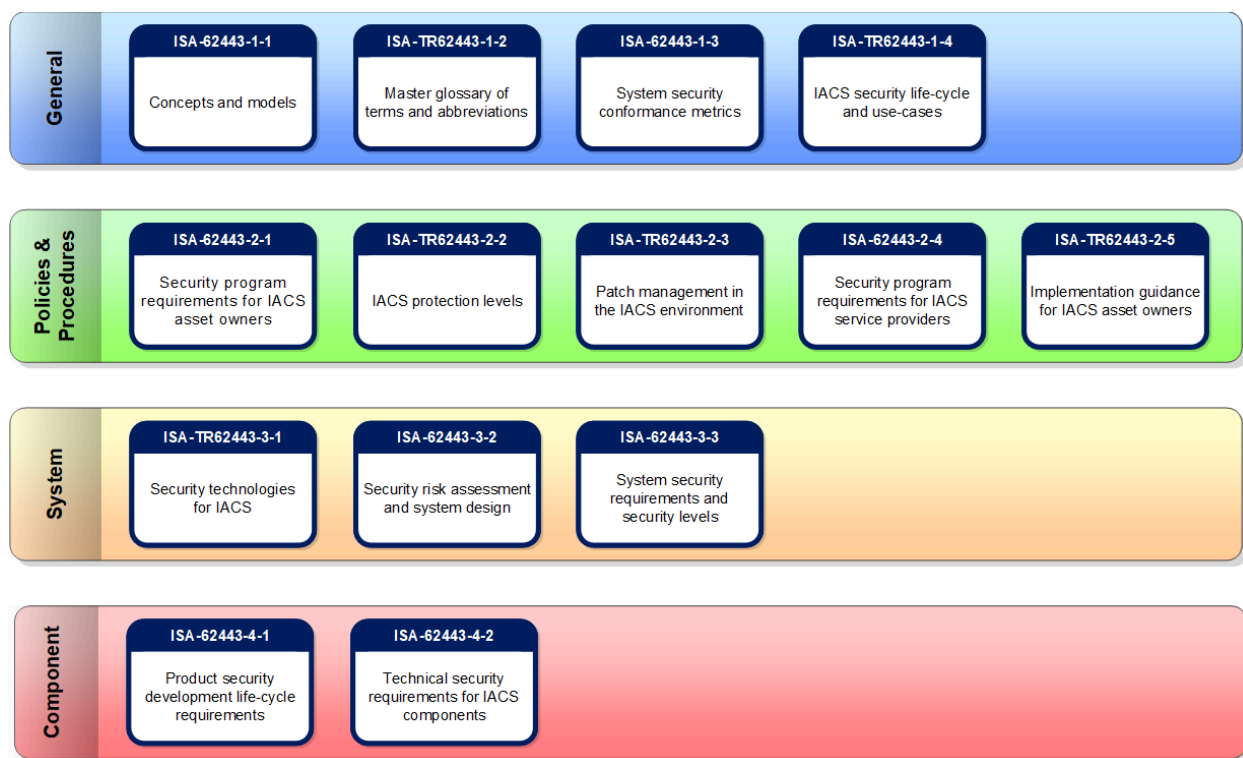 General
ISA-62443-1-1
Concepts and models
ISA-TR62443-1-2
Master glossary of
terms and abbreviations
ISA-62443-1-3
System security
conformance metrics
ISA-TR62443-1-4
IACS security life-cycle
and use-cases
Policies &
Procedures
ISA-62443-2-1
Security program
requirements for IACS
asset owners
ISA-TR62443-2-2
IACS protection levels
ISA-TR62443-2-3
Patch management in
the IACS environment
ISA-62443-2-4
Security program
requirements for IACS
service providers
ISA-TR62443-2-5
Implementation guidance
for IACS asset owners
System
ISA-TR62443-3-1
Security technologies
for IACS
ISA-62443-3-2
Security risk assessment
and system design
ISA-62443-3-3
System security
requirements and
security levels
Component
ISA-62443-4-1
Product security
development life-cycle
requirements
ISA-62443-4-2
Technical security
requirements for IACS
components